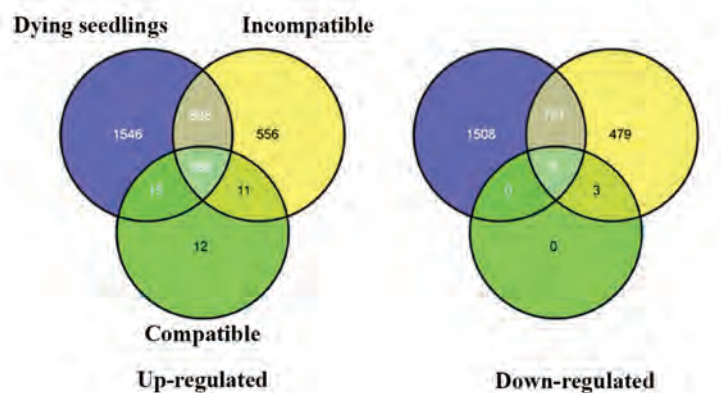 Dying seedlings Incompatible
1546 556 1508 479
15 11 0 3
12 0
Compatible
Up-regulated Down-regulated